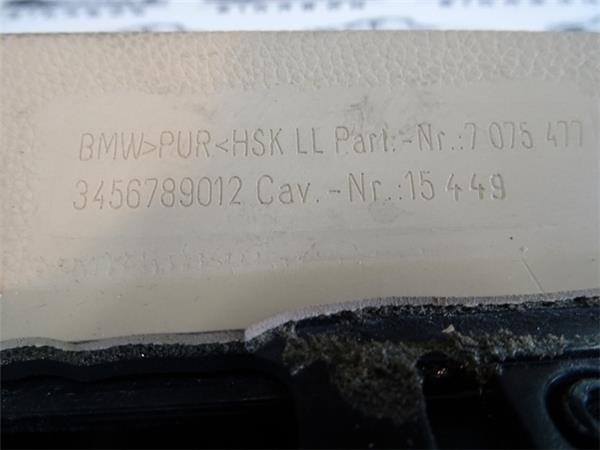 BMW>PUR<HSK LL Part.-Nr.:7 075 477
3456789012 Cav.-Nr.:15 449